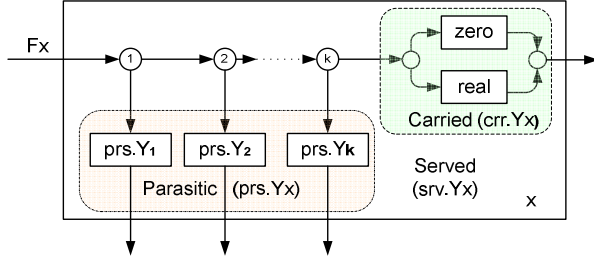 Fx
1
2
k
zero
real
Carried (crr.Yx)
prs.Y1
prs.Y2
prs.Yk
Parasitic (prs.Yx)
Served
(srv.Yx)
x